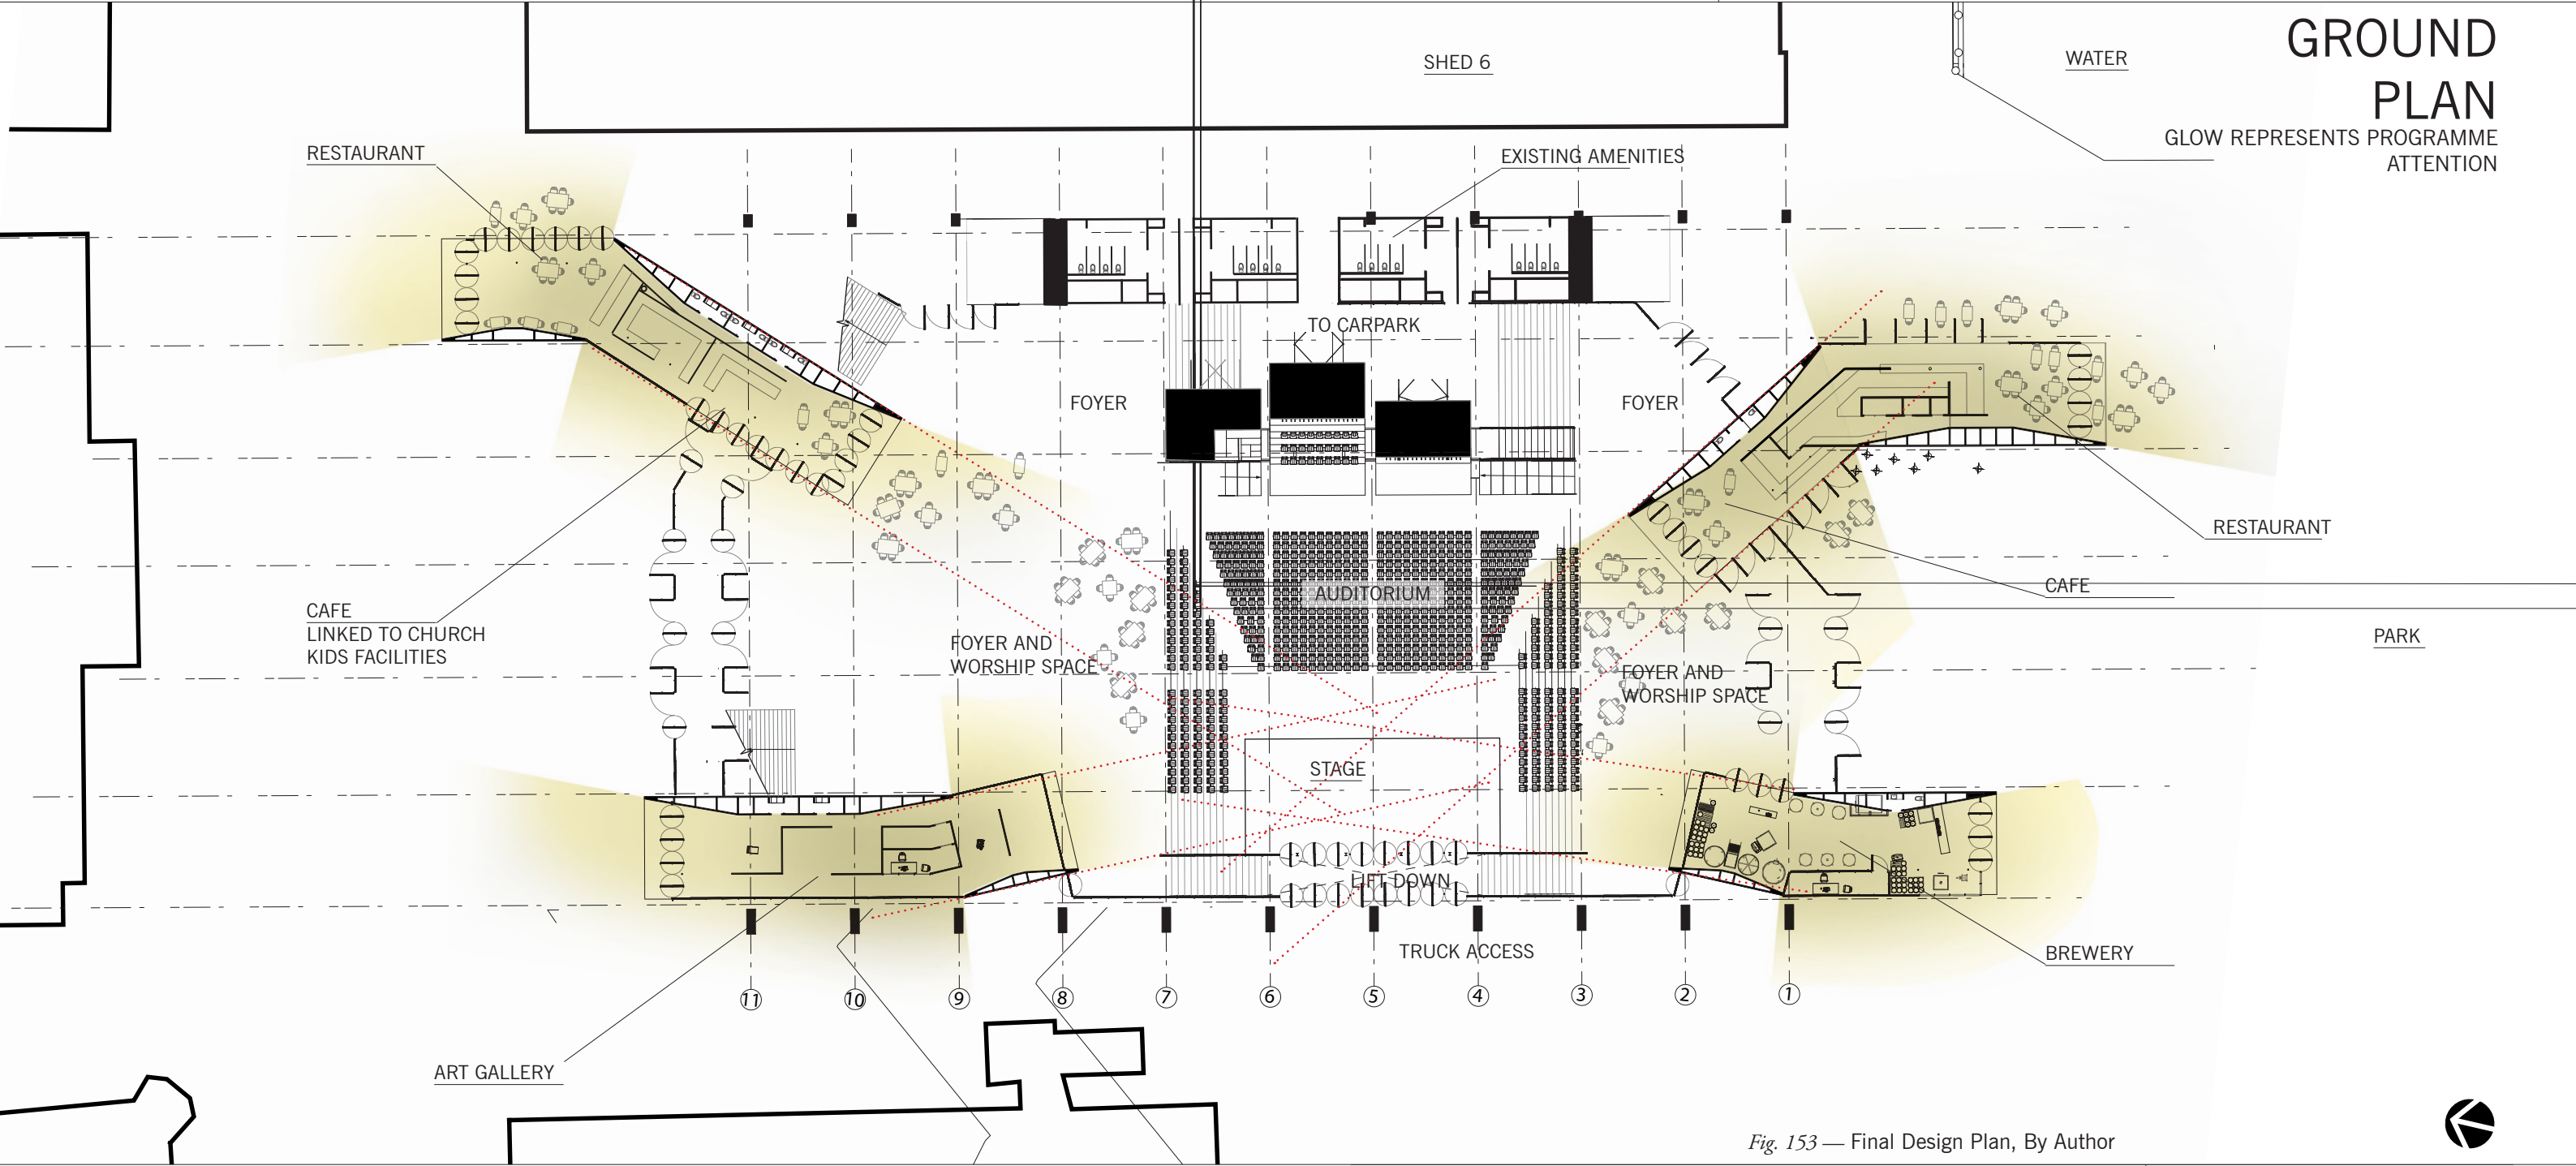 GROUND
PLAN
GLOW REPRESENTS PROGRAMME
ATTENTION
SHED 6
WATER
RESTAURANT
EXISTING AMENITIES
TO CARPARK
FOYER
FOYER
RESTAURANT
CAFE
LINKED TO CHURCH
KIDS FACILITIES
AUDITORIUM
CAFE
FOYER AND
WORSHIP SPACE
FOYER AND
WORSHIP SPACE
PARK
STAGE
LIFT DOWN
TRUCK ACCESS
BREWERY
11 10 9 8 7 6 5 4 3 2 1
ART GALLERY
Fig. 153 — Final Design Plan, By Author